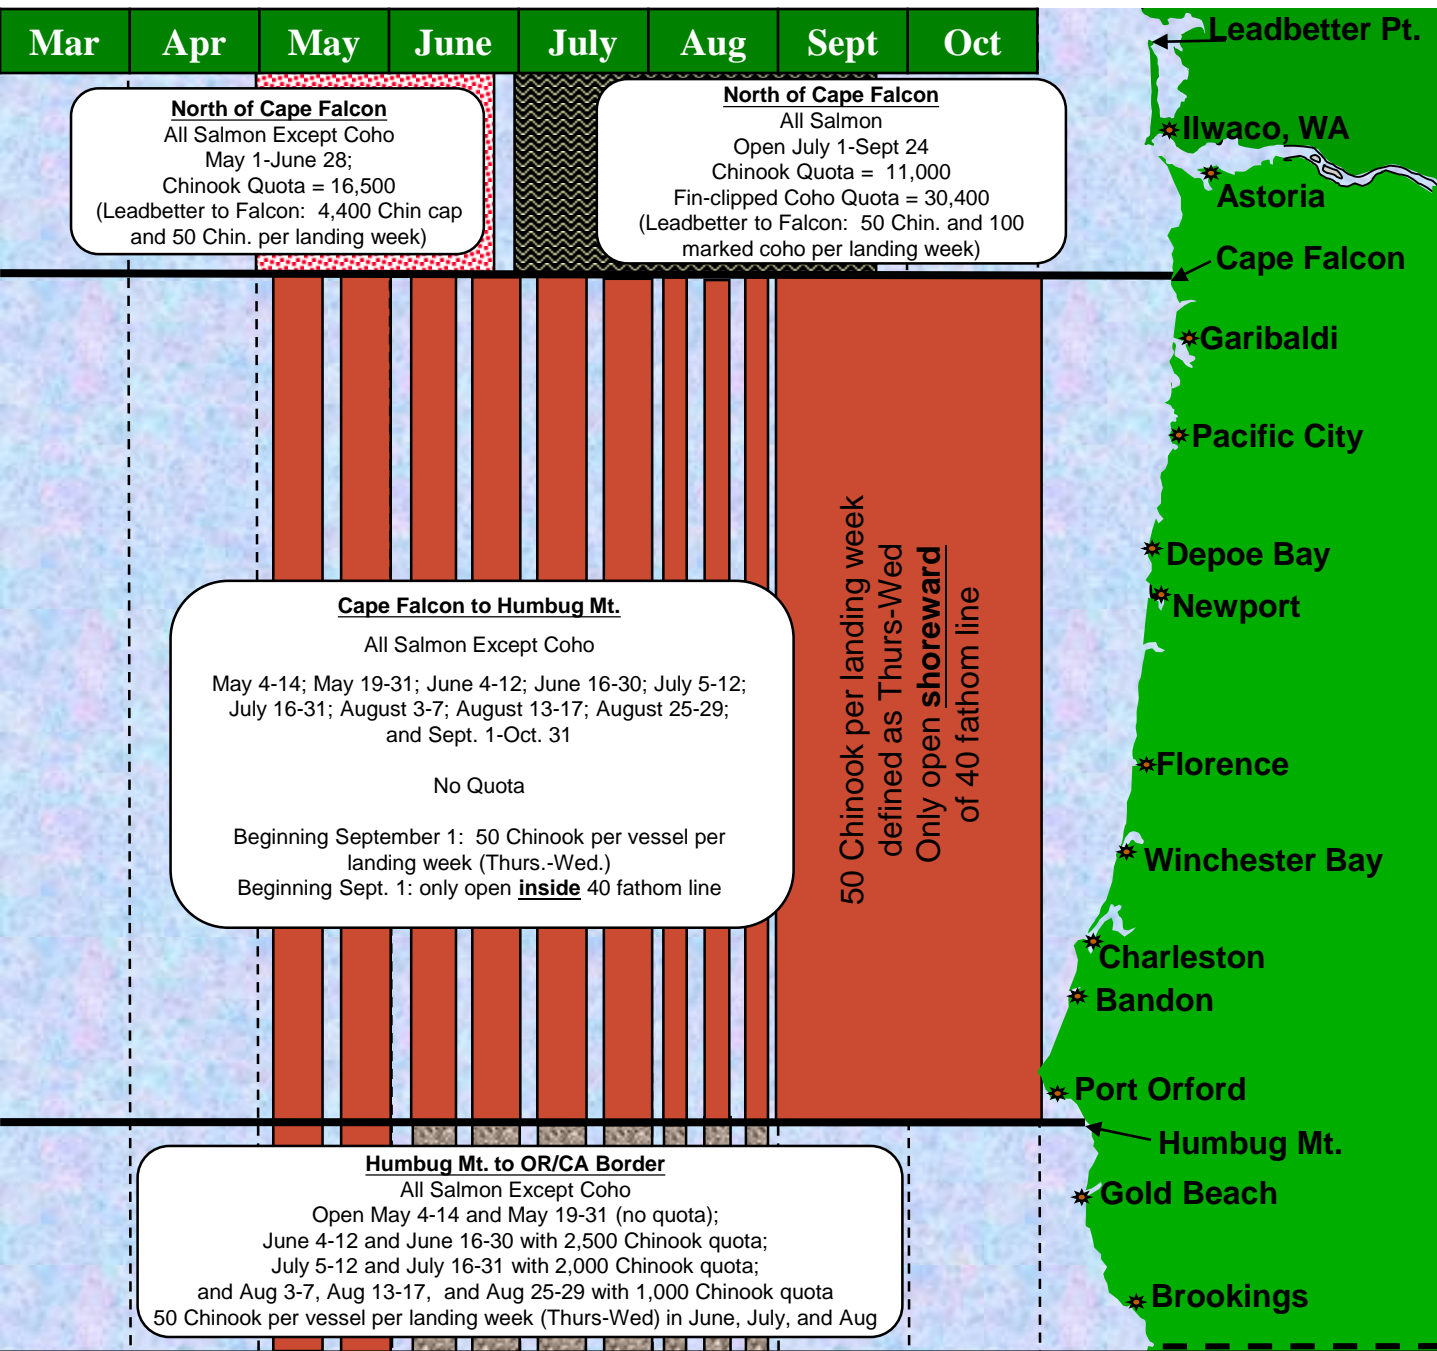 Mar Apr May June July Aug Sept Oct
North of Cape Falcon
All Salmon Except Coho
May 1-June 28;
Chinook Quota = 16,500
(Leadbetter to Falcon: 4,400 Chin cap
and 50 Chin. per landing week)
North of Cape Falcon
All Salmon
Open July 1-Sept 24
Chinook Quota = 11,000
Fin-clipped Coho Quota = 30,400
(Leadbetter to Falcon: 50 Chin. and 100
marked coho per landing week)
Cape Falcon to Humbug Mt.
All Salmon Except Coho
May 4-14; May 19-31; June 4-12; June 16-30; July 5-12;
July 16-31; August 3-7; August 13-17; August 25-29;
and Sept. 1-Oct. 31
No Quota
Beginning September 1: 50 Chinook per vessel per
landing week (Thurs.-Wed.)
Beginning Sept. 1: only open inside 40 fathom line
50 Chinook per landing week
defined as Thurs-Wed
Only open shoreward
of 40 fathom line
Humbug Mt. to OR/CA Border
All Salmon Except Coho
Open May 4-14 and May 19-31 (no quota);
June 4-12 and June 16-30 with 2,500 Chinook quota;
July 5-12 and July 16-31 with 2,000 Chinook quota;
and Aug 3-7, Aug 13-17, and Aug 25-29 with 1,000 Chinook quota
50 Chinook per vessel per landing week (Thurs-Wed) in June, July, and Aug
Leadbetter Pt.
Ilwaco, WA
Astoria
Cape Falcon
Garibaldi
Pacific City
Depoe Bay
Newport
Florence
Winchester Bay
Charleston
Bandon
Port Orford
Humbug Mt.
Gold Beach
Brookings